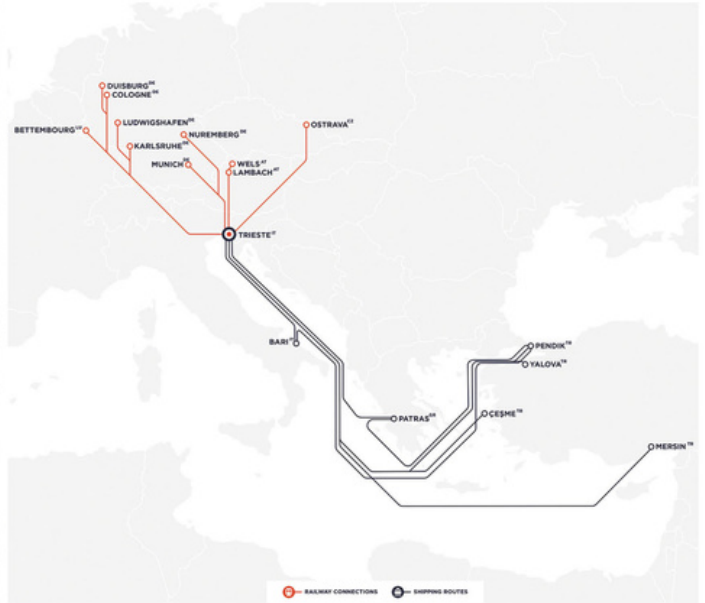 DUISBURG DE
COLOGNE DE
LUDWIGSHAFEN DE
BETTEMBOURG
OSTRAVA CZ
NUREMBERG DE
KARLSRUHE DE
MUNICH DE
WELS AT
LAMBACH AT
TRIESTE IT
BARI IT
PENDIK TR
YALOVA TR
PATRAS GR
ÇEŞME TR
MERSIN TR
RAILWAY CONNECTIONS
SHIPPING ROUTES